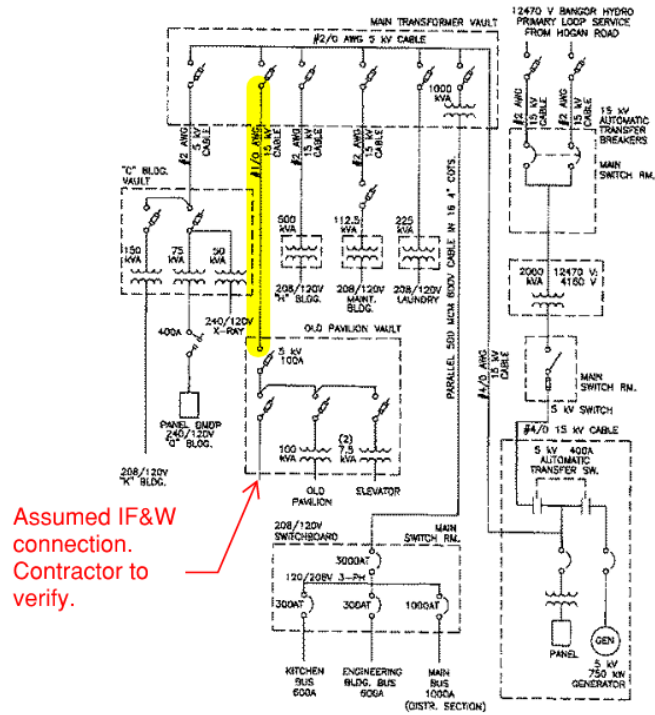 MAIN TRANSFORMER VAULT
#2/0 AWG 5 kV CABLE
12470 V BANGOR HYDRO
PRIMARY LOOP SERVICE
FROM HOGAN ROAD
1000
kVA
#2 AWG
5 kV
CABLE
#1/0 AWG
15 kV
CABLE
#2 AWG
15 kV
CABLE
#2 AWG
15 kV
CABLE
#2 AWG
15 kV
CABLE
#2 AWG
15 kV
CABLE
#2 AWG
15 kV
CABLE
15 kV
AUTOMATIC
TRANSFER
BREAKERS
MAIN
SWITCH RM.
"C" BLDG.
VAULT
150
kVA
75
kVA
50
kVA
500
kVA
112.5
kVA
225
kVA
208/120V
"H" BLDG.
208/120V
MAINT.
BLDG.
208/120V
LAUNDRY
PARALLEL 500 MCM 600V CABLE IN 16 4" CDTS.
#4/0 AWG
15 kV
CABLE
2000
kVA
12470 V:
4160 V
240/120V
X-RAY
400A
PANEL DMDP
240/120V
"G" BLDG.
208/120V
"K" BLDG.
OLD PAVILION VAULT
5 kV
100A
100
kVA
(2)
7.5
kVA
OLD
PAVILION
ELEVATOR
MAIN
SWITCH RM.
5 kV SWITCH
#4/0 15 kV CABLE
5 kV 400A
AUTOMATIC
TRANSFER SW.
PANEL
GEN
5 kV
750 kW
GENERATOR
Assumed IF&W
connection.
Contractor to
verify.
208/120V
SWITCHBOARD
MAIN
SWITCH RM.
3000AT
120/208V 3-PH
300AT
300AT
1000AT
KITCHEN
BUS
600A
ENGINEERING
BLDG. BUS
600A
MAIN
BUS
1000A
(DISTR. SECTION)